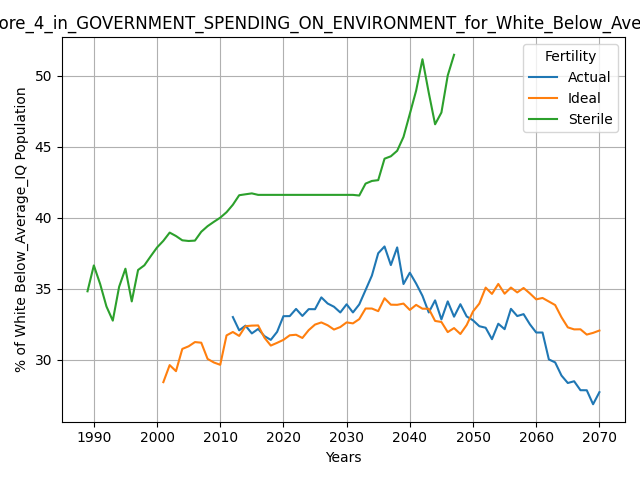 ore_4_in_GOVERNMENT_SPENDING_ON_ENVIRONMENT_for_White_Below_Ave
Fertility
Actual
Ideal
Sterile
% of White Below_Average_IQ Population
50
45
40
35
30
1990 2000 2010 2020 2030 2040 2050 2060 2070
Years